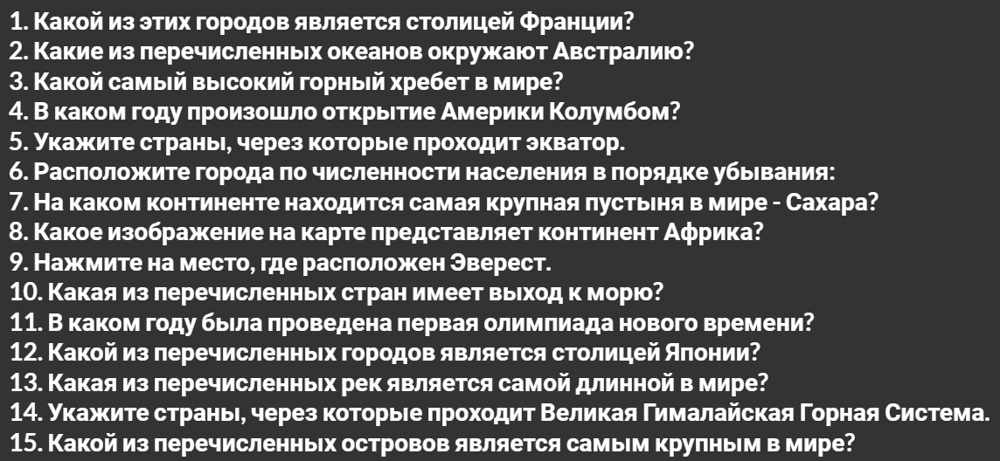 1. Какой из этих городов является столицей Франции?
2. Какие из перечисленных океанов окружают Австралию?
3. Какой самый высокий горный хребет в мире?
4. В каком году произошло открытие Америки Колумбом?
5. Укажите страны, через которые проходит экватор.
6. Расположите города по численности населения в порядке убывания:
7. На каком континенте находится самая крупная пустыня в мире - Сахара?
8. Какое изображение на карте представляет континент Африка?
9. Нажмите на место, где расположен Эверест.
10. Какая из перечисленных стран имеет выход к морю?
11. В каком году была проведена первая олимпиада нового времени?
12. Какой из перечисленных городов является столицей Японии?
13. Какая из перечисленных рек является самой длинной в мире?
14. Укажите страны, через которые проходит Великая Гималайская Горная Система.
15. Какой из перечисленных островов является самым крупным в мире?